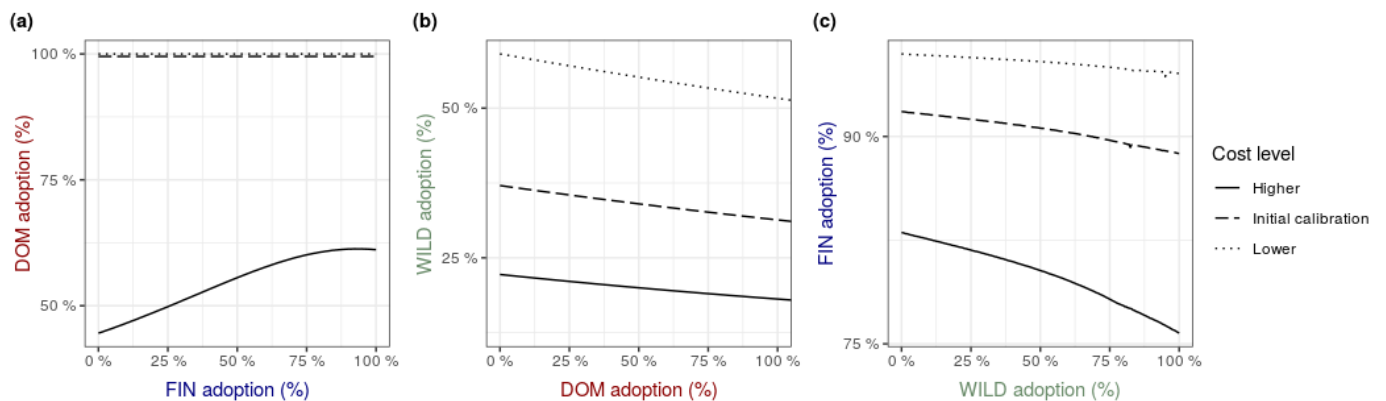 (a)
100 %
75 %
50 %
DOM adoption (%)
0 %
25 %
50 %
75 %
100 %
FIN adoption (%)
(b)
50 %
25 %
WILD adoption (%)
0 %
25 %
50 %
75 %
100 %
DOM adoption (%)
(c)
90 %
75 %
FIN adoption (%)
0 %
25 %
50 %
75 %
100 %
WILD adoption (%)
Cost level
Higher
Initial calibration
Lower